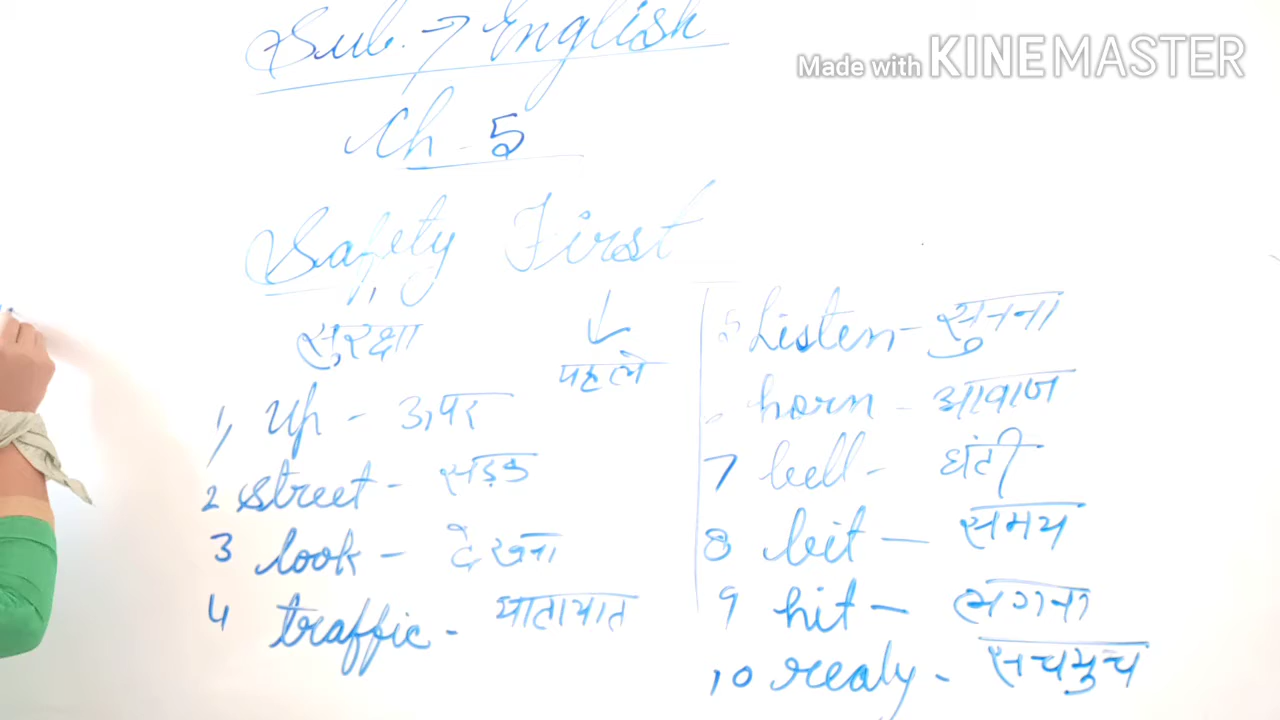 Sub. → English
Made with KINEMASTER
Ch - 5
Safety First
सुरक्षा
पहले
1, up - ऊपर
2 street - सड़क
3 look - देखना
4 traffic - यातायात
5 Listen - सुनना
horn - आवाज
7 bell - घंटी
8 bit - समय
9 hit - लगना
10 realy - सचमुच